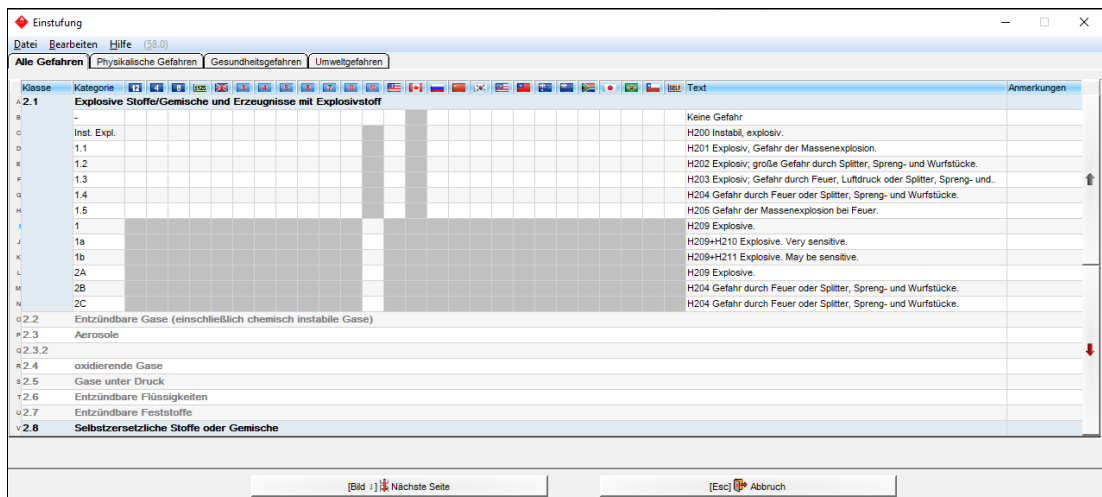 Einstufung
Datei Bearbeiten Hilfe (58.0)
Alle Gefahren Physikalische Gefahren Gesundheitsgefahren Umweltgefahren
Klasse Kategorie 12 4 8 SELF Text Anmerkungen
A 2.1 Explosive Stoffe/Gemische und Erzeugnisse mit Explosivstoff
B - Keine Gefahr
C Inst. Expl. H200 Instabil, explosiv.
D 1.1 H201 Explosiv, Gefahr der Massenexplosion.
E 1.2 H202 Explosiv; große Gefahr durch Splitter, Spreng- und Wurfstücke.
F 1.3 H203 Explosiv; Gefahr durch Feuer, Luftdruck oder Splitter, Spreng- und..
G 1.4 H204 Gefahr durch Feuer oder Splitter, Spreng- und Wurfstücke.
H 1.5 H205 Gefahr der Massenexplosion bei Feuer.
I 1 H209 Explosive.
J 1a H209+H210 Explosive. Very sensitive.
K 1b H209+H211 Explosive. May be sensitive.
L 2A H209 Explosive.
M 2B H204 Gefahr durch Feuer oder Splitter, Spreng- und Wurfstücke.
N 2C H204 Gefahr durch Feuer oder Splitter, Spreng- und Wurfstücke.
O 2.2 Entzündbare Gase (einschließlich chemisch instabile Gase)
P 2.3 Aerosole
Q 2.3.2
R 2.4 oxidierende Gase
S 2.5 Gase unter Druck
T 2.6 Entzündbare Flüssigkeiten
U 2.7 Entzündbare Feststoffe
V 2.8 Selbstzersetzliche Stoffe oder Gemische
[Bild ↓] Nächste Seite [Esc] Abbruch